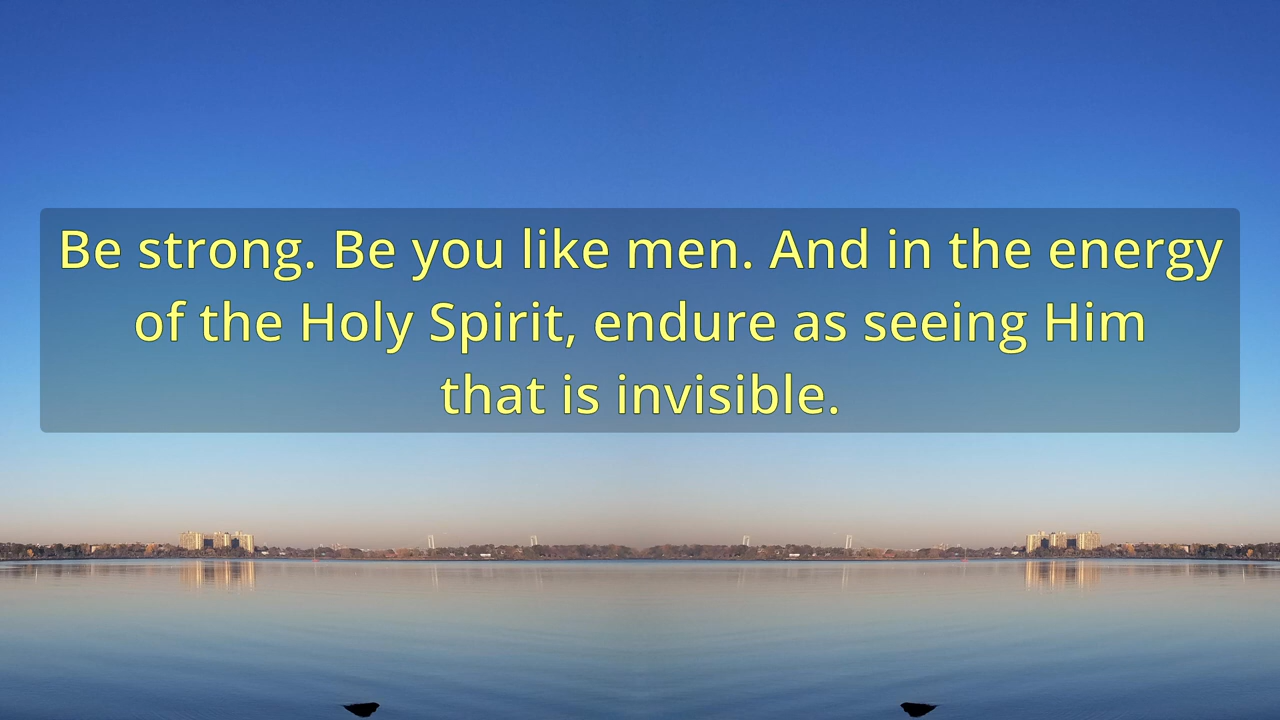 Be strong. Be you like men. And in the energy
of the Holy Spirit, endure as seeing Him
that is invisible.